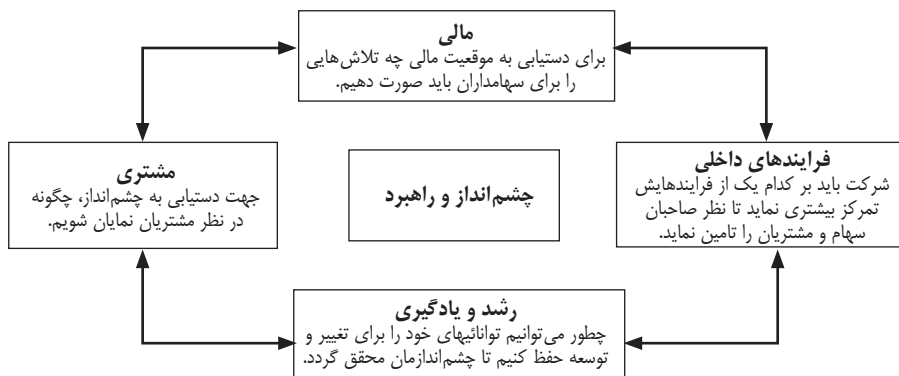 مالی
برای دستیابی به موقعیت مالی چه تلاش‌هایی
را برای سهامداران باید صورت دهیم.
فرایندهای داخلی
شرکت باید بر کدام یک از فرایندهایش
تمرکز بیشتری نماید تا نظر صاحبان
سهام و مشتریان را تامین نماید.
چشم‌انداز و راهبرد
مشتری
جهت دستیابی به چشم‌انداز، چگونه
در نظر مشتریان نمایان شویم.
رشد و یادگیری
چطور می‌توانیم توانائیهای خود را برای تغییر و
توسعه حفظ کنیم تا چشم‌اندازمان محقق گردد.